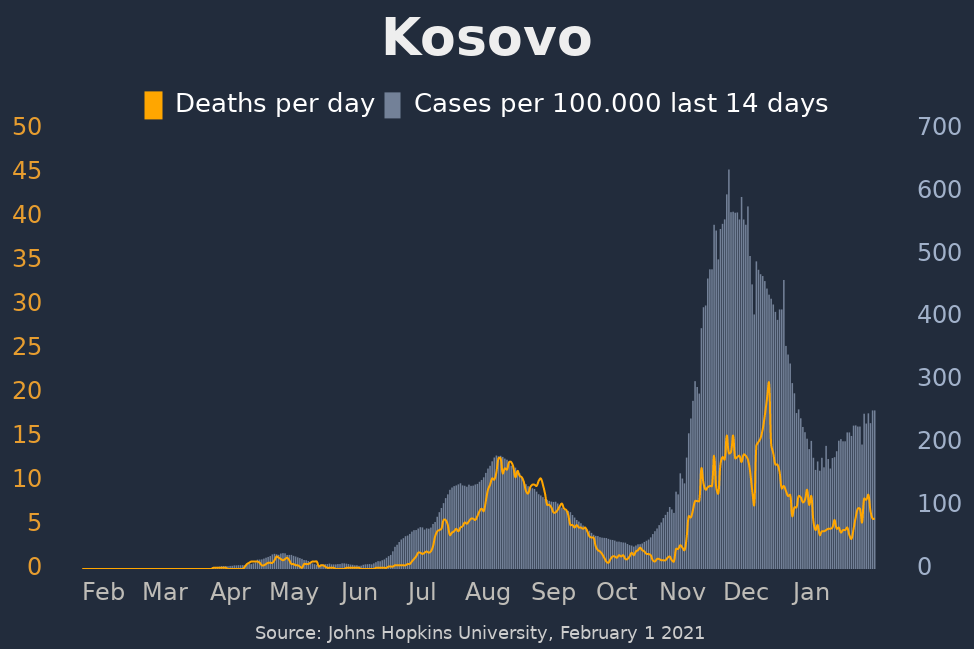 Kosovo
Deaths per day Cases per 100.000 last 14 days
50 700
45
40 600
35 500
30
25 400
20 300
15 200
10
5 100
0 0
Feb Mar Apr May Jun Jul Aug Sep Oct Nov Dec Jan
Source: Johns Hopkins University, February 1 2021